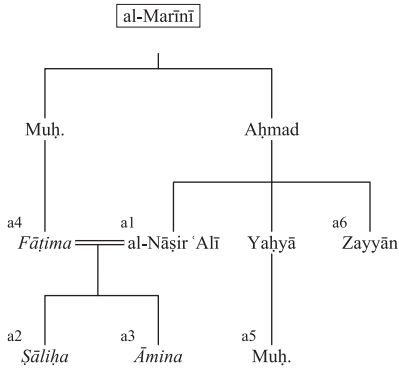 al-Marīnī
Muḥ. Aḥmad
a4 a1 a6
Fāṭima al-Nāṣir ʿAlī Yaḥyā Zayyān
a2 a3 a5
Ṣāliḥa Āmina Muḥ.